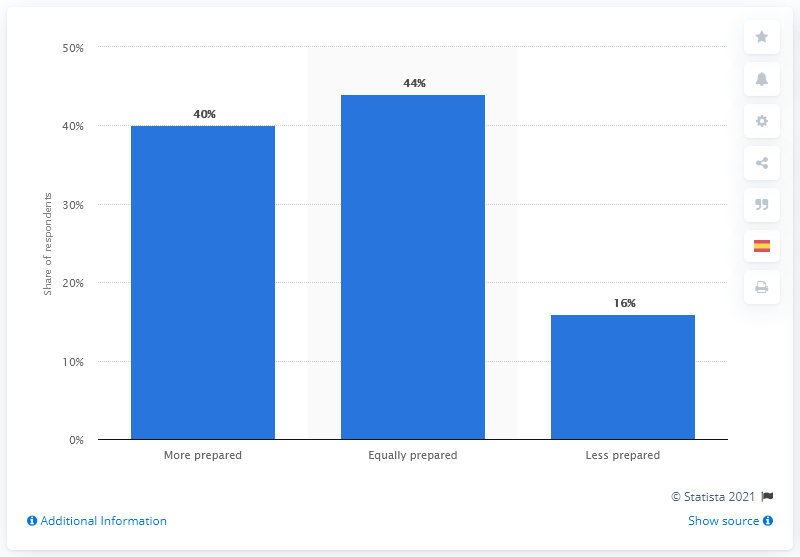 50%
44%
40%
40%
30%
Share of respondents
20%
16%
10%
0%
More prepared Equally prepared Less prepared
© Statista 2021
Additional Information Show source